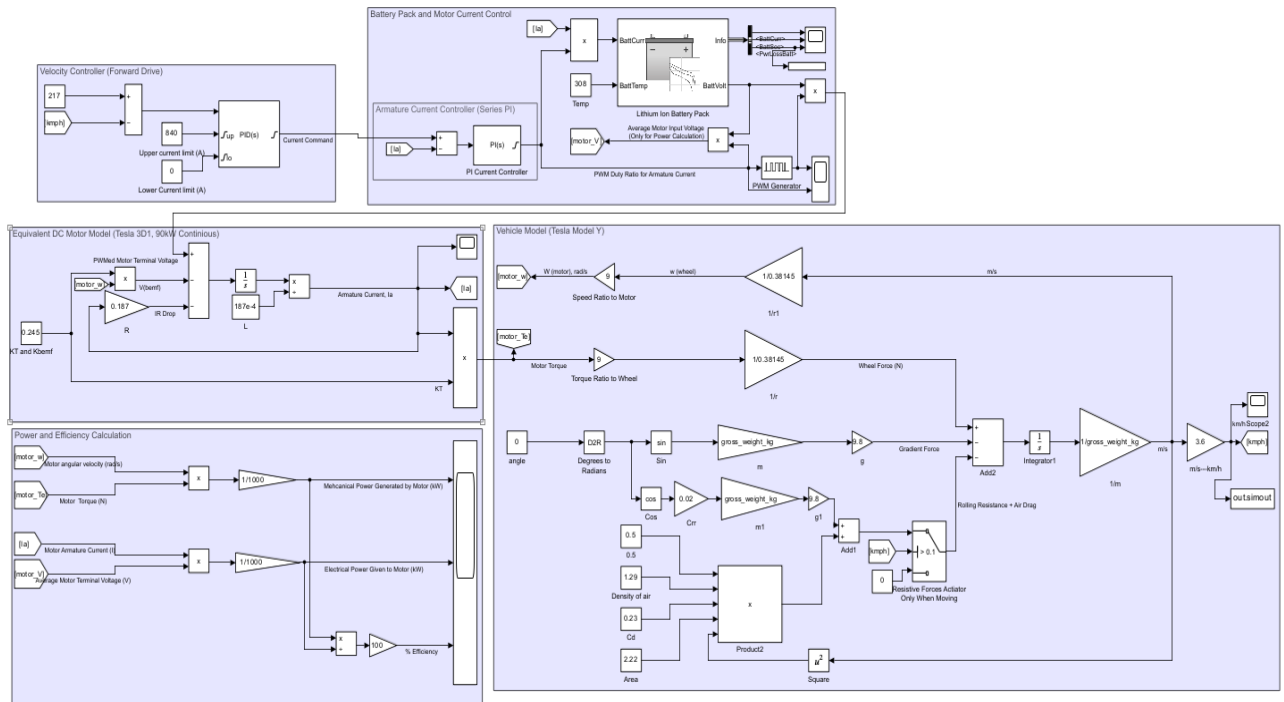 Battery Pack and Motor Current Control
[Ia]
x
BattCurr
Info
<BattCurr>
<BattSoc>
<PwrLossBatt>
308
Temp
BattTemp
BattVolt
Lithium Ion Battery Pack
x
Average Motor Input Voltage
(Only for Power Calculation)
[motor_V]
x
PWM Duty Ratio for Armature Current
PWM Generator
Armature Current Controller (Series PI)
[Ia]
+
−
PI(s)
PI Current Controller
Velocity Controller (Forward Drive)
217
[kmph]
+
−
840
Upper current limit (A)
0
Lower Current limit (A)
up
PID(s)
lo
Current Command
Equivalent DC Motor Model (Tesla 3D1, 90kW Continious)
PWMed Motor Terminal Voltage
[motor_w]
x
V(bemf)
0.187
R
IR Drop
+
−
−
1
s
187e-4
L
x
÷
Armature Current, Ia
[Ia]
0.245
KT and Kbemf
KT
x
Vehicle Model (Tesla Model Y)
[motor_w]
W (motor), rad/s
9
Speed Ratio to Motor
w (wheel)
1/0.38145
1/r1
m/s
[motor_Te]
Motor Torque
9
Torque Ratio to Wheel
1/0.38145
1/r
Wheel Force (N)
0
angle
D2R
Degrees to
Radians
sin
Sin
gross_weight_kg
m
9.8
g
Gradient Force
+
−
−
Add2
1
s
Integrator1
1/gross_weight_kg
1/m
m/s
3.6
m/s---km/h
km/hScope2
[kmph]
out.simout
cos
Cos
0.02
Crr
gross_weight_kg
m1
9.8
g1
+
+
Add1
Rolling Resistance + Air Drag
[kmph]
> 0.1
0
Resistive Forces Actiator
Only When Moving
0.5
0.5
1.29
Density of air
0.23
Cd
2.22
Area
x
Product2
u²
Square
Power and Efficiency Calculation
[motor_w]
Motor angular velocity (rad/s)
[motor_Te]
Motor Torque (N)
x
1/1000
Mehcanical Power Generated by Motor (kW)
[Ia]
Motor Armature Current (I)
[motor_V]
Average Motor Terminal Voltage (V)
x
1/1000
Electrical Power Given to Motor (kW)
x
÷
100
% Efficiency